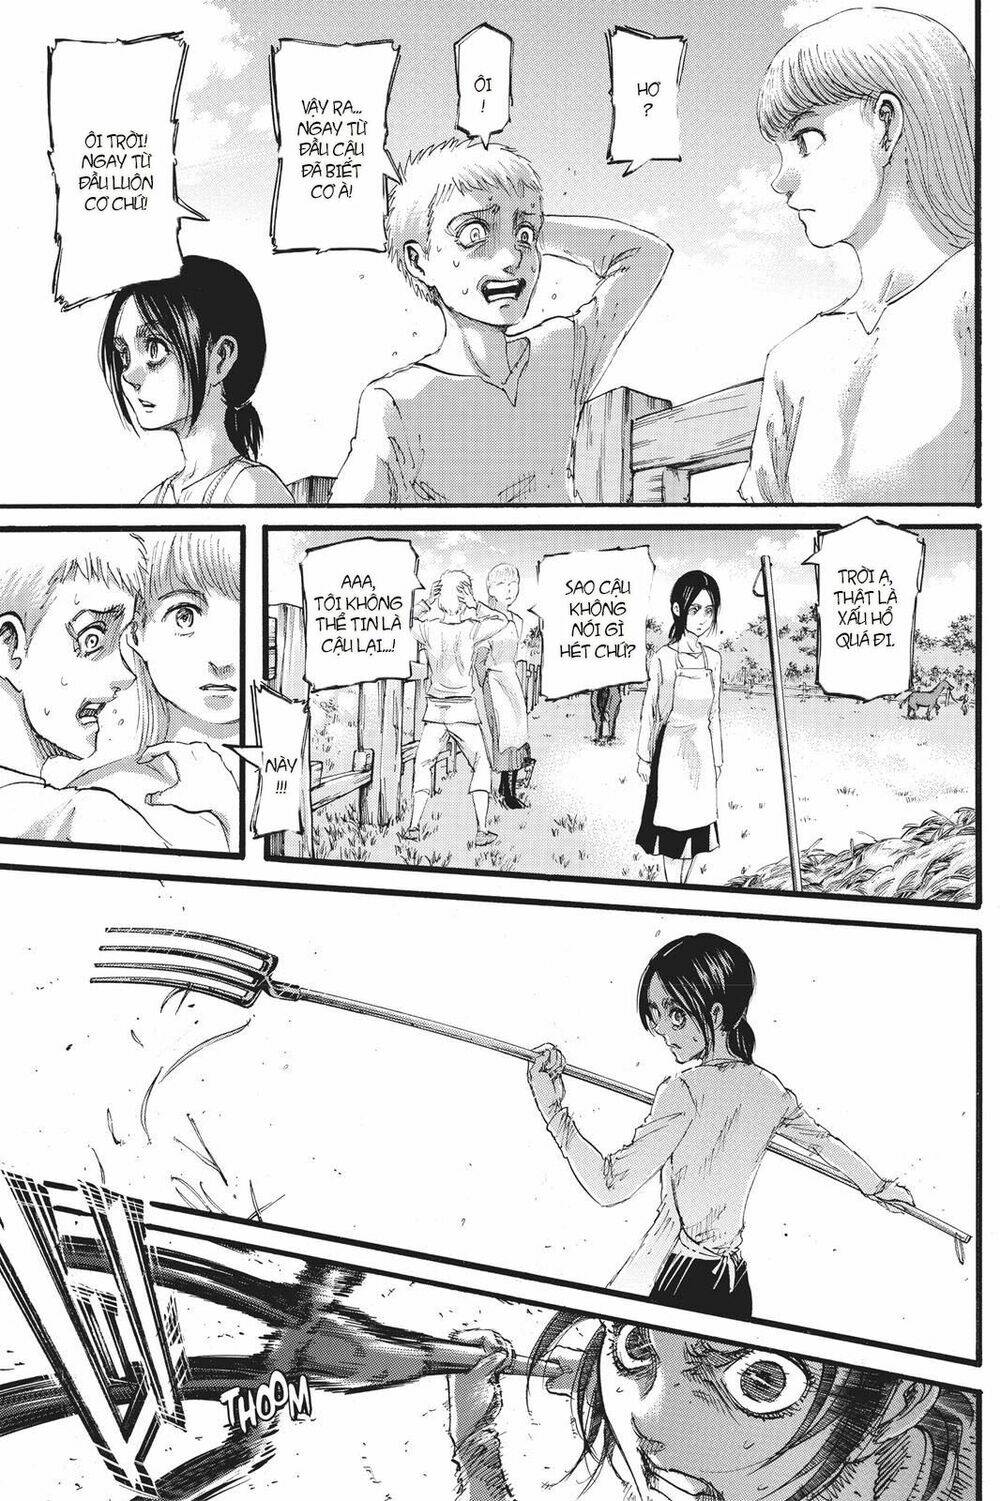 HƠ
?
ÔI
!
VẬY RA...
NGAY TỪ
ĐẦU CẬU
ĐÃ BIẾT
CƠ À!
ÔI TRỜI!
NGAY TỪ
ĐẦU LUÔN
CƠ CHỨ!
TRỜI Ạ,
THẬT LÀ
XẤU HỔ
QUÁ ĐI.
SAO CẬU
KHÔNG
NÓI GÌ
HẾT CHỨ?
AAA,
TÔI KHÔNG
THỂ TIN LÀ
CẬU LẠI...!
NÀY
!!!
THOOM